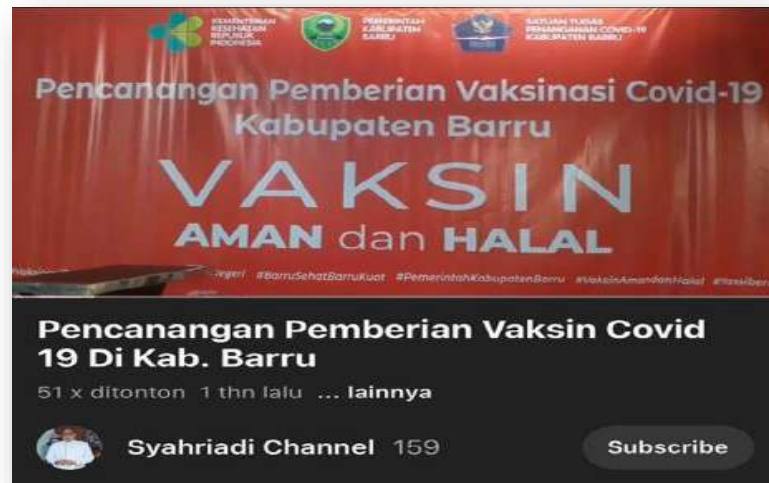 KEMENTERIAN
KESEHATAN
REPUBLIK
INDONESIA
PEMERINTAH
KABUPATEN
BARRU
SATUAN TUGAS
PENANGANAN COVID-19
KABUPATEN BARRU
Pencanangan Pemberian Vaksinasi Covid-19
Kabupaten Barru
VAKSIN
AMAN dan HALAL
#BarruSehatBarruKuat #PemerintahKabupatenBarru #VaksinAmandanHalal
Pencanangan Pemberian Vaksin Covid
19 Di Kab. Barru
51 x ditonton 1 thn lalu ... lainnya
Syahriadi Channel 159
Subscribe